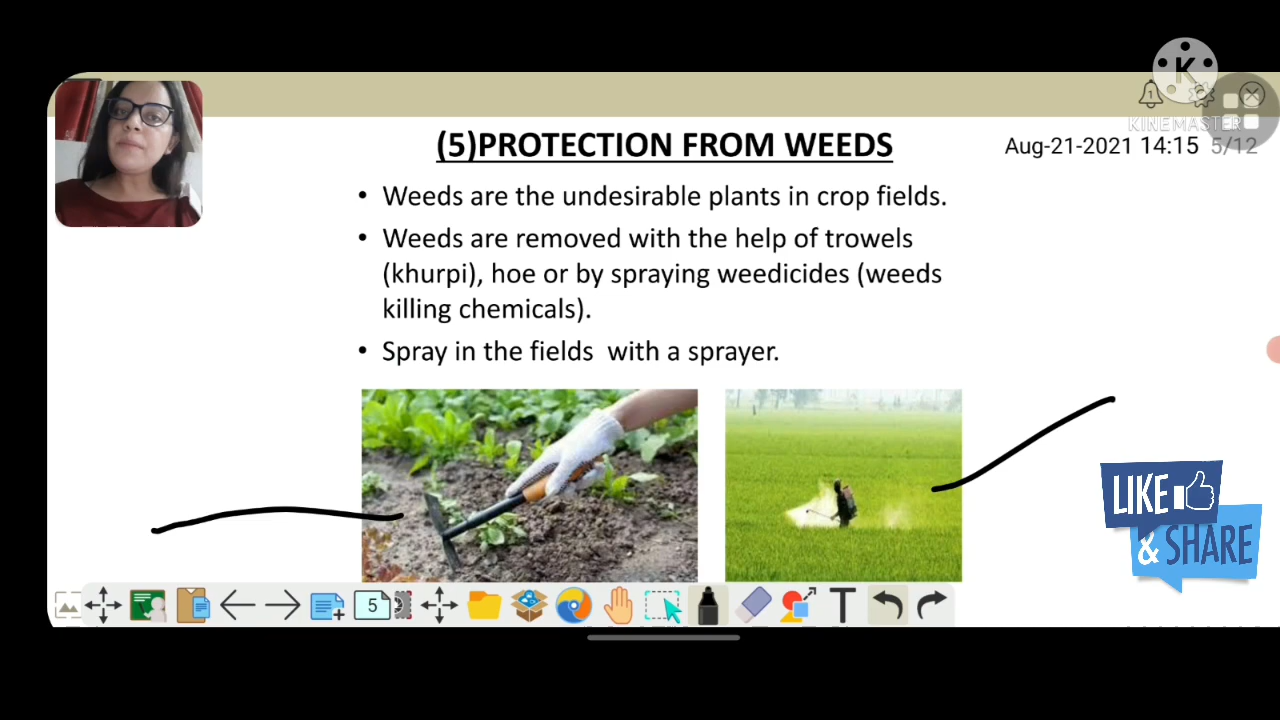 KINEMASTER
(5)PROTECTION FROM WEEDS
Aug-21-2021 14:15 5/12
• Weeds are the undesirable plants in crop fields.
• Weeds are removed with the help of trowels
(khurpi), hoe or by spraying weedicides (weeds
killing chemicals).
• Spray in the fields with a sprayer.
LIKE
& SHARE
5
T